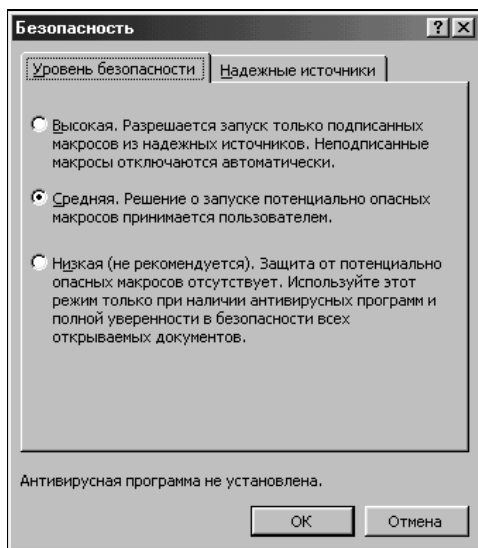 Безопасность
Уровень безопасности
Надежные источники
Высокая. Разрешается запуск только подписанных
макросов из надежных источников. Неподписанные
макросы отключаются автоматически.
Средняя. Решение о запуске потенциально опасных
макросов принимается пользователем.
Низкая (не рекомендуется). Защита от потенциально
опасных макросов отсутствует. Используйте этот
режим только при наличии антивирусных программ и
полной уверенности в безопасности всех
открываемых документов.
Антивирусная программа не установлена.
ОК
Отмена